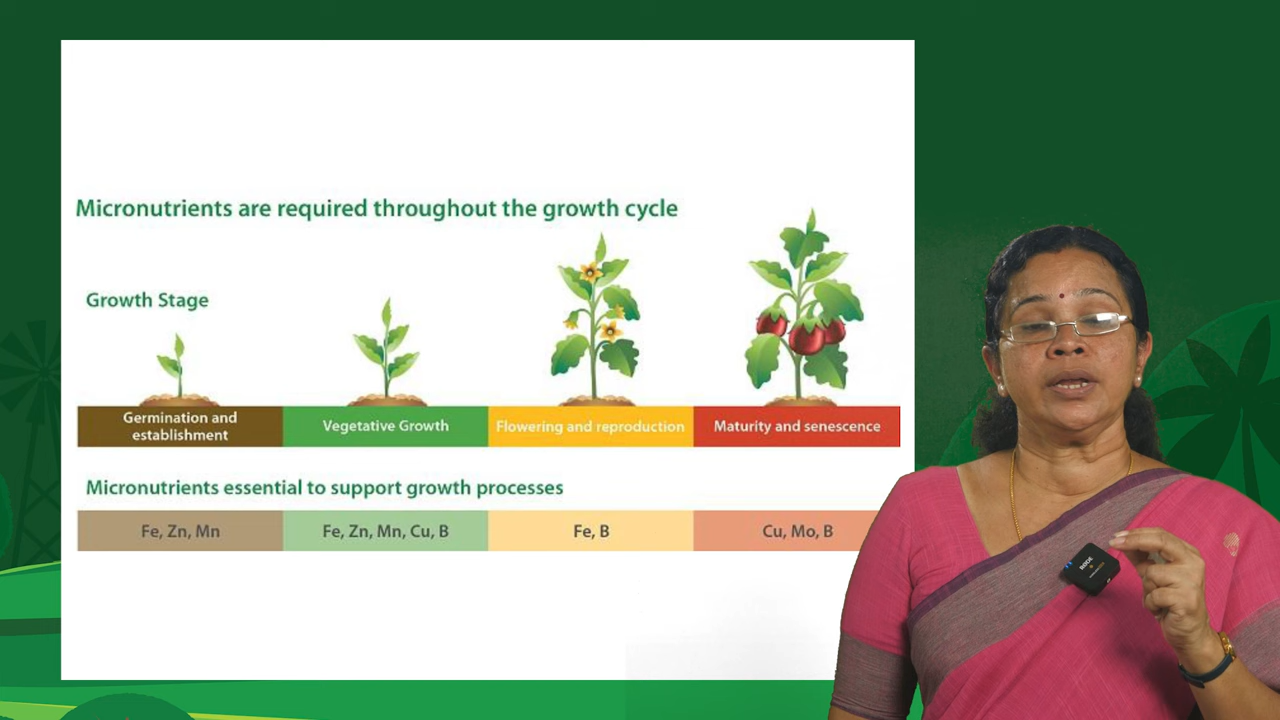 Micronutrients are required throughout the growth cycle
Growth Stage
Germination and
establishment
Vegetative Growth
Flowering and reproduction
Maturity and senescence
Micronutrients essential to support growth processes
Fe, Zn, Mn
Fe, Zn, Mn, Cu, B
Fe, B
Cu, Mo, B
RODE